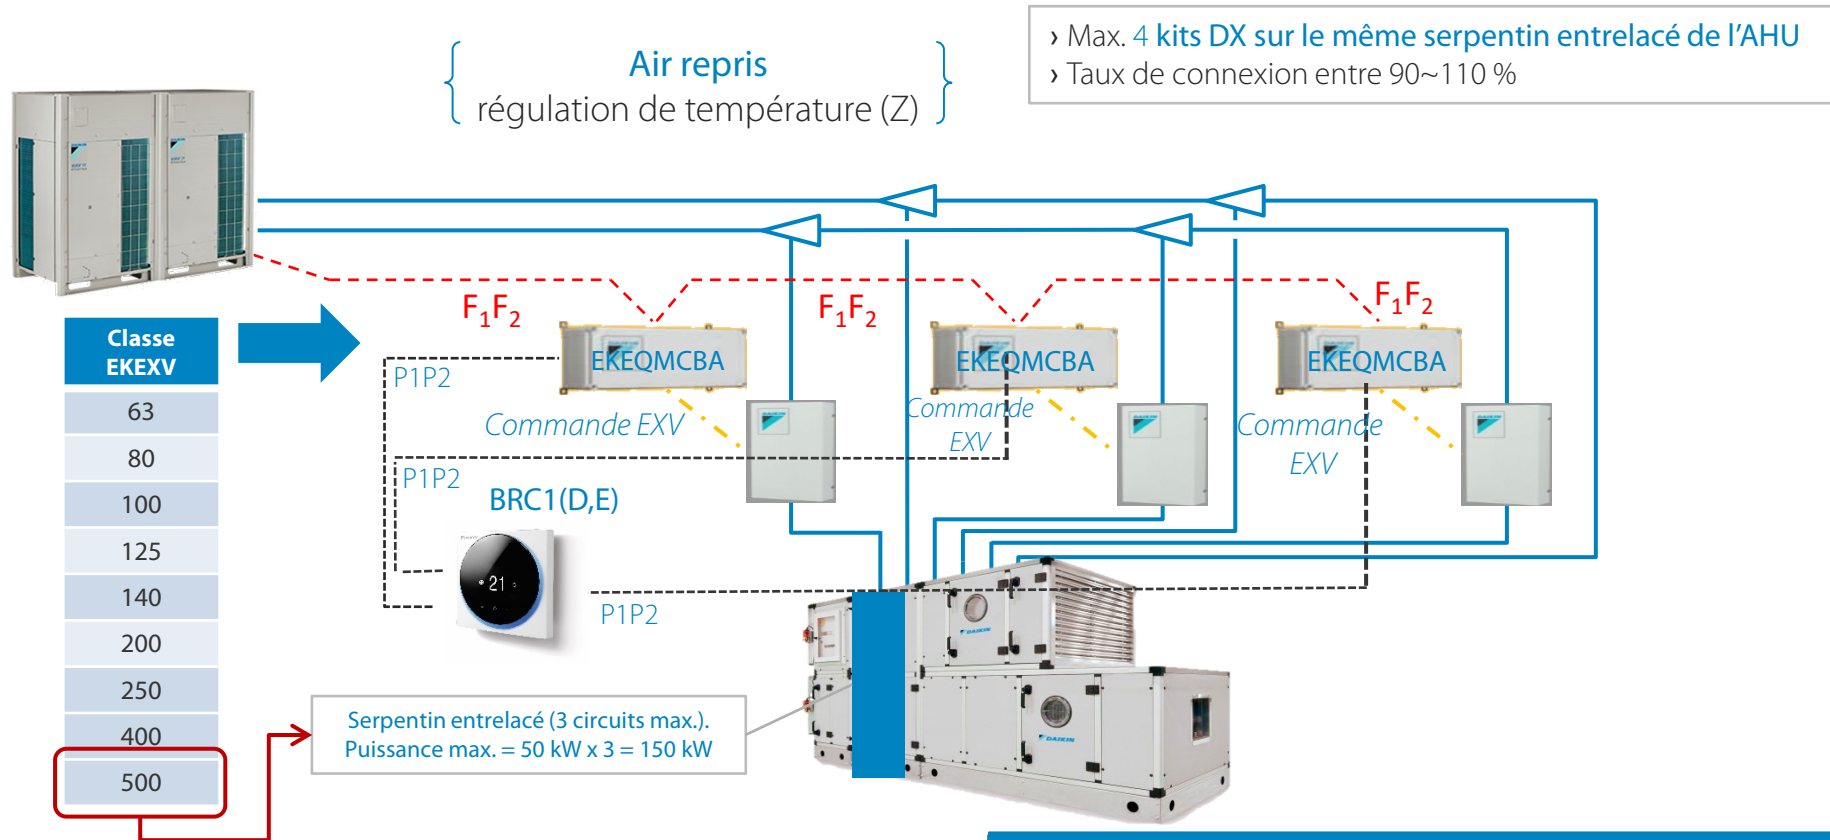 › Max. 4 kits DX sur le même serpentin entrelacé de l'AHU
› Taux de connexion entre 90~110 %
Air repris
régulation de température (Z)
F1F2
F1F2
F1F2
Classe
EKEXV
63
80
100
125
140
200
250
400
500
EKEQMCBA
EKEQMCBA
EKEQMCBA
P1P2
Commande EXV
Commande
EXV
Commande
EXV
P1P2
BRC1(D,E)
21
P1P2
DAIKIN
DAIKIN
Serpentin entrelacé (3 circuits max.).
Puissance max. = 50 kW x 3 = 150 kW